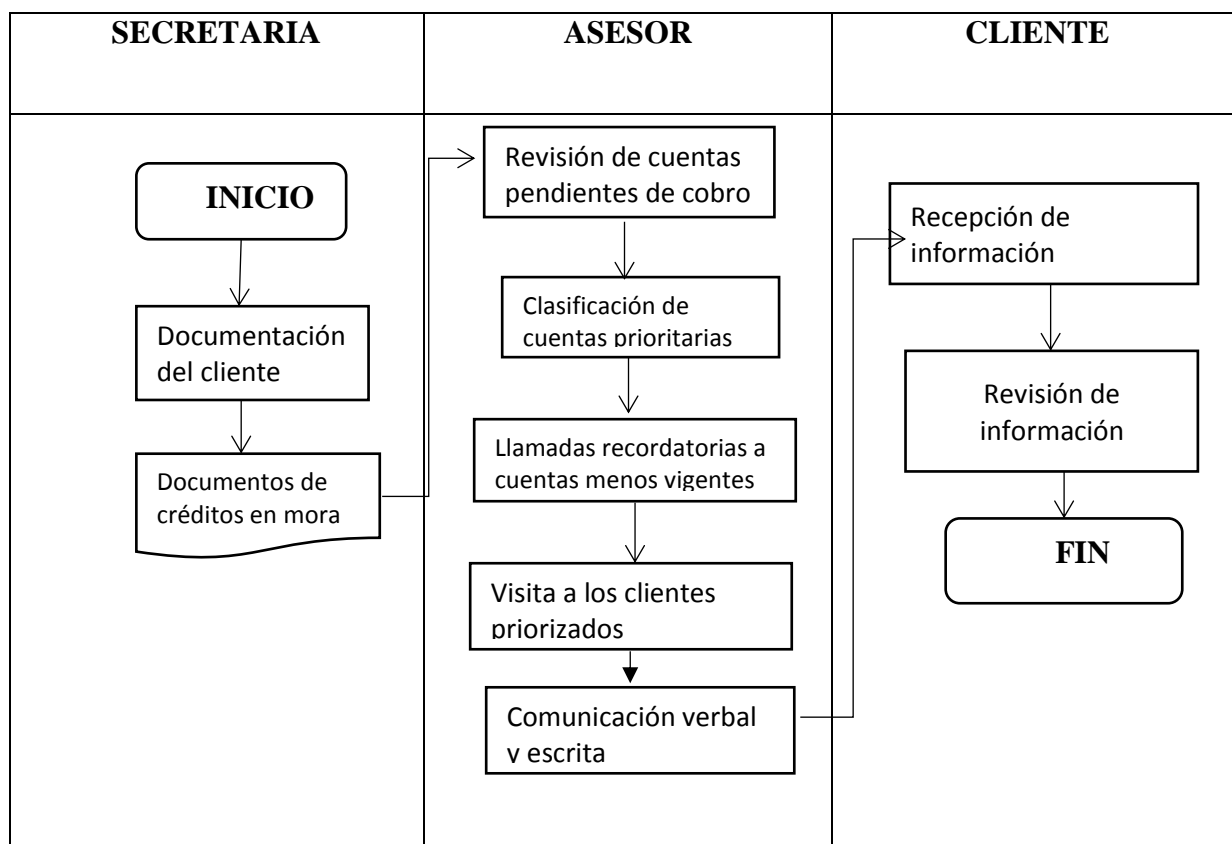 SECRETARIA
ASESOR
CLIENTE
INICIO
Documentación
del cliente
Documentos de
créditos en mora
Revisión de cuentas
pendientes de cobro
Clasificación de
cuentas prioritarias
Llamadas recordatorias a
cuentas menos vigentes
Visita a los clientes
priorizados
Comunicación verbal
y escrita
Recepción de
información
Revisión de
información
FIN